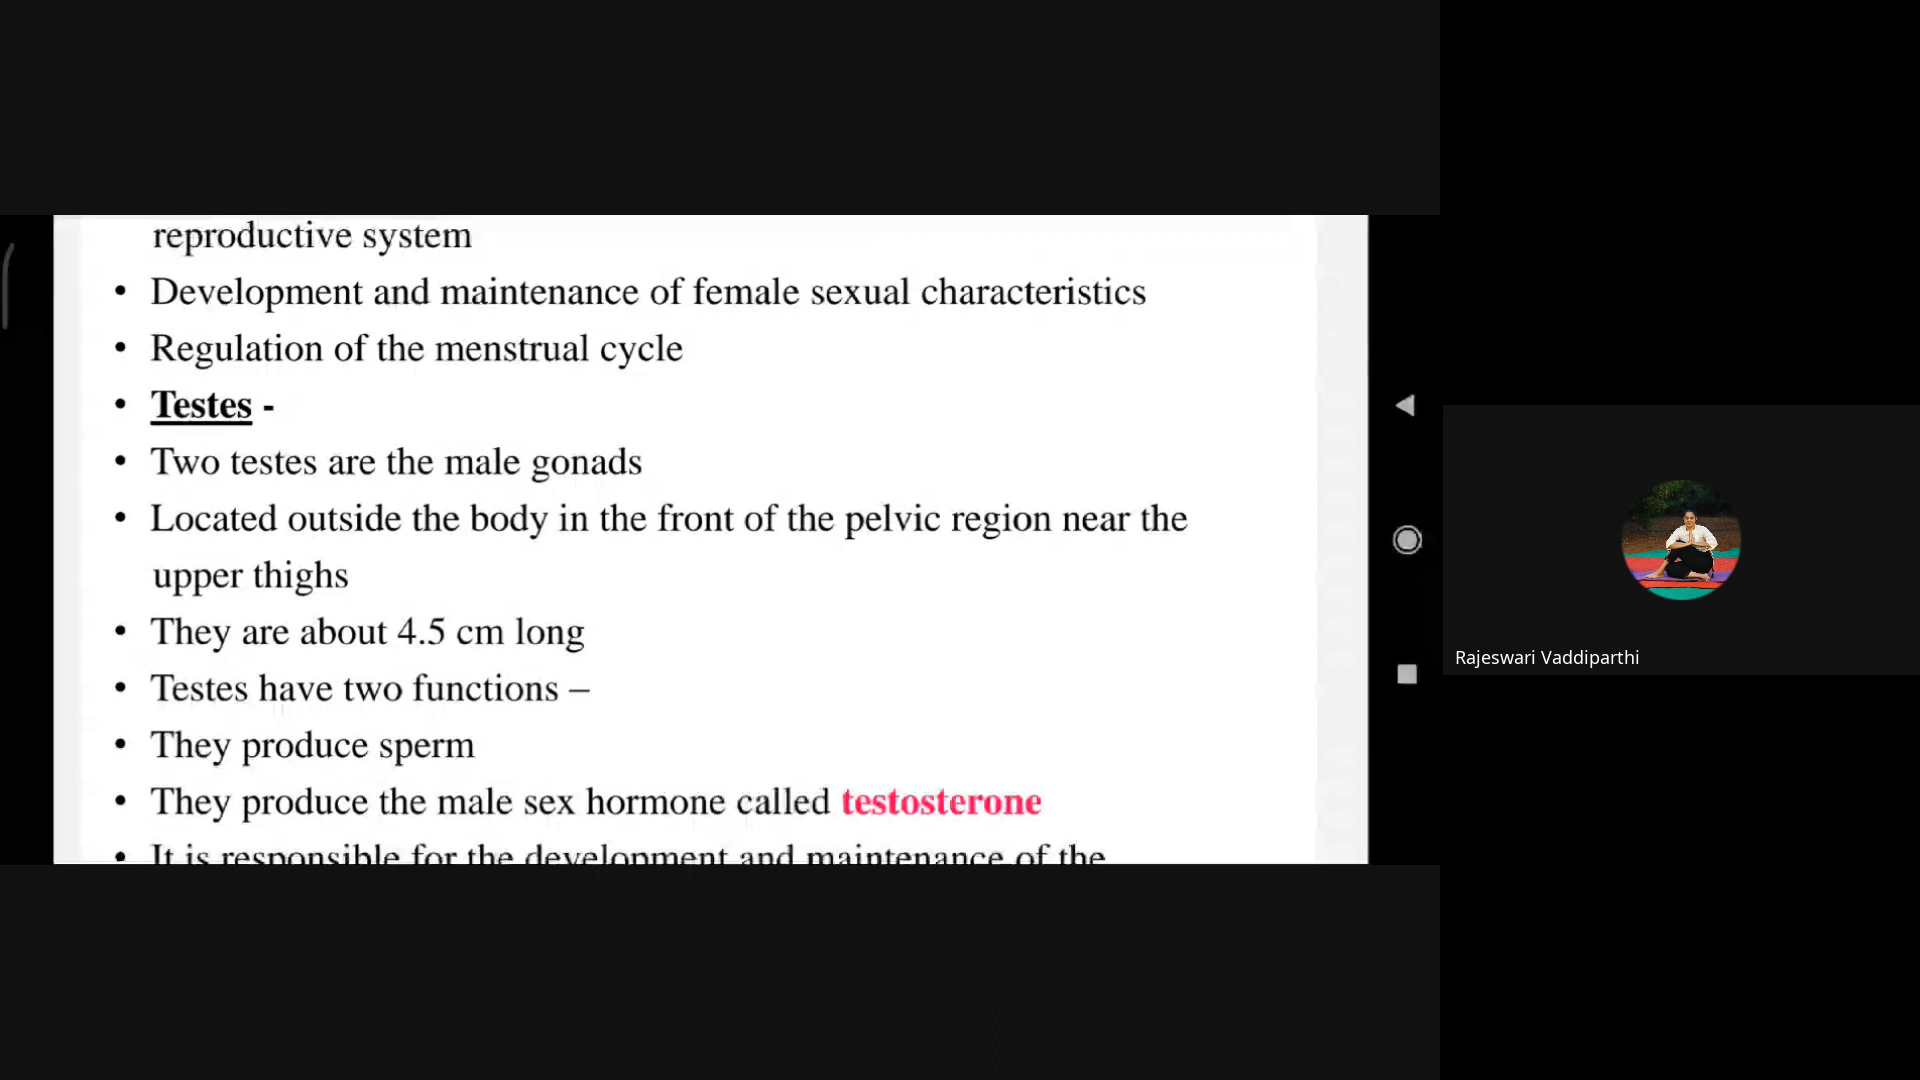 reproductive system
• Development and maintenance of female sexual characteristics
• Regulation of the menstrual cycle
• Testes -
• Two testes are the male gonads
• Located outside the body in the front of the pelvic region near the
upper thighs
• They are about 4.5 cm long
• Testes have two functions –
• They produce sperm
• They produce the male sex hormone called testosterone
• It is responsible for the development and maintenance of the
Rajeswari Vaddiparthi